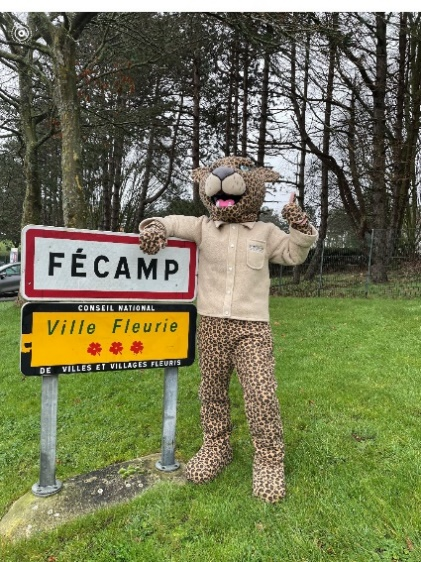 FÉCAMP
CONSEIL NATIONAL
Ville Fleurie
DE VILLES ET VILLAGES FLEURIS